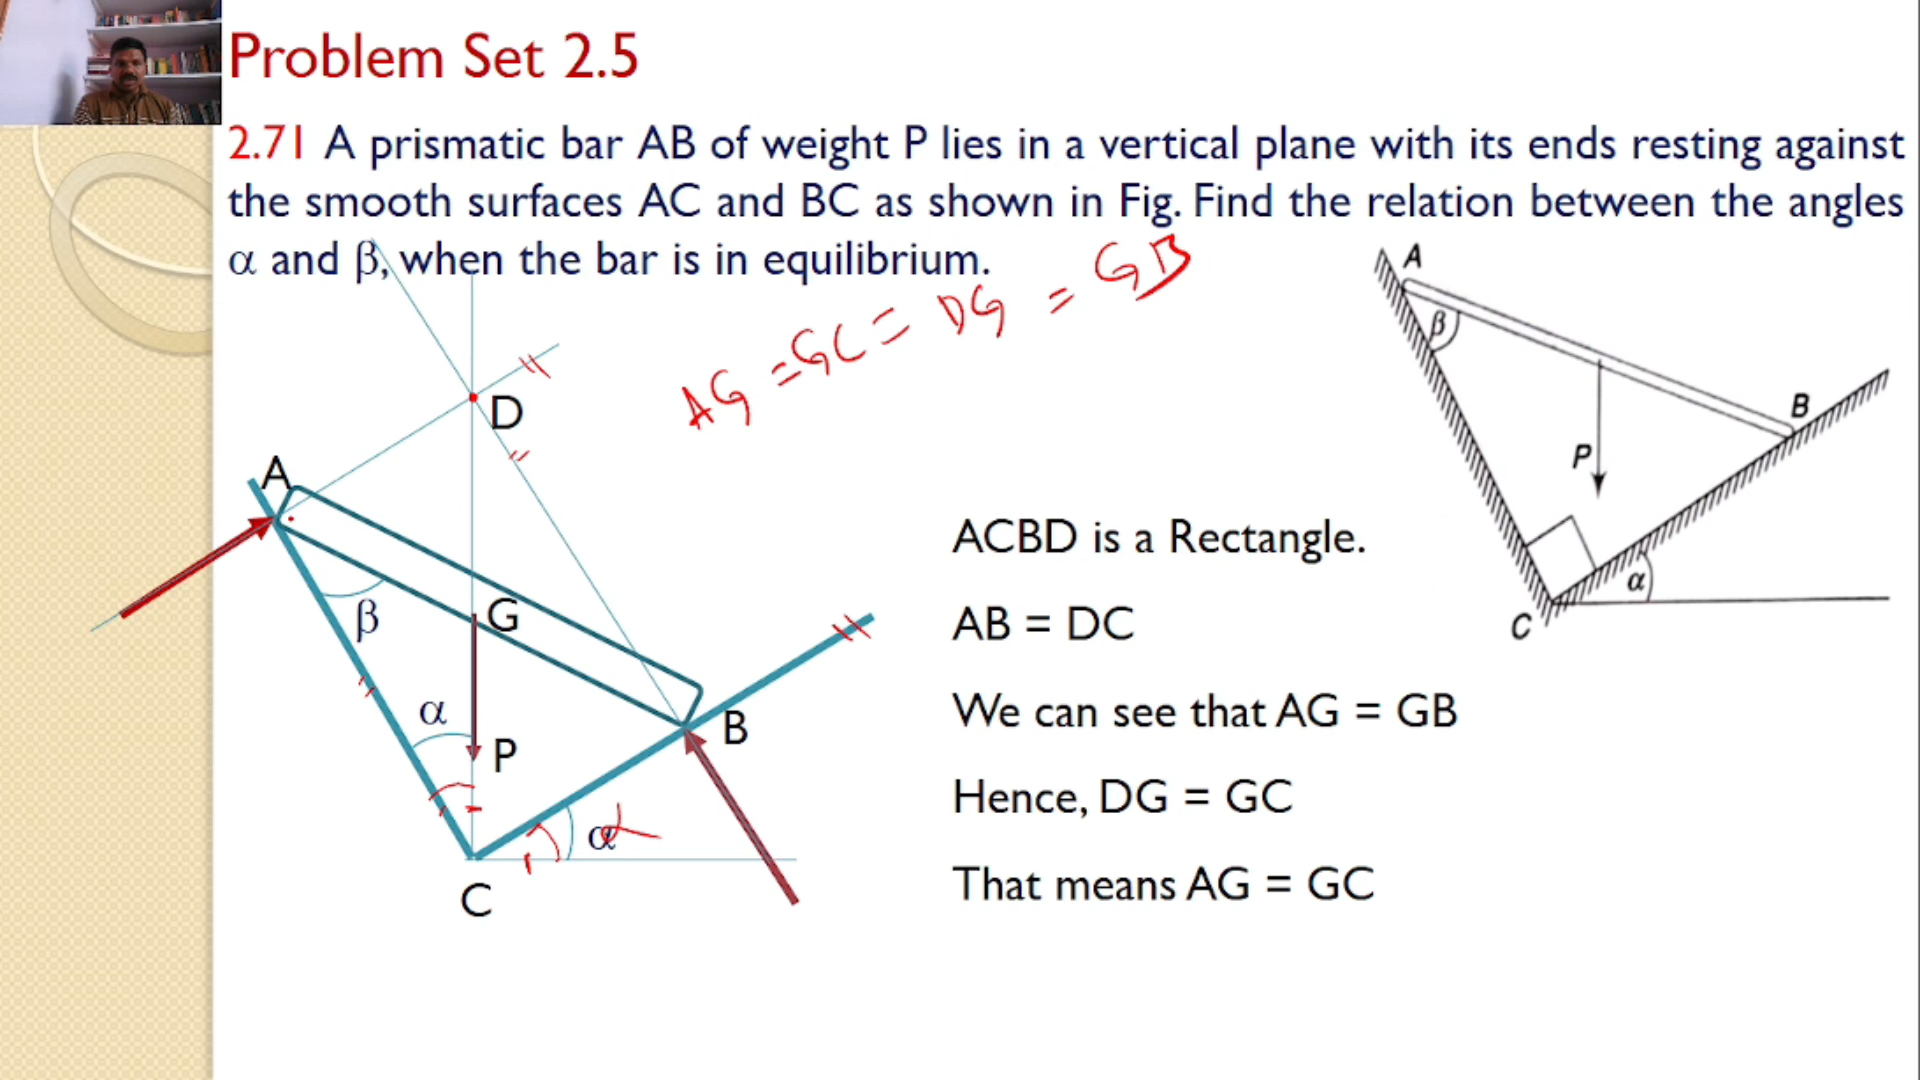 Problem Set 2.5
2.71 A prismatic bar AB of weight P lies in a vertical plane with its ends resting against
the smooth surfaces AC and BC as shown in Fig. Find the relation between the angles
α and β, when the bar is in equilibrium.
AG = GC = DG = GB
A
β
B
P
α
C
D
A
G
β
α
P
B
α
α
C
ACBD is a Rectangle.
AB = DC
We can see that AG = GB
Hence, DG = GC
That means AG = GC